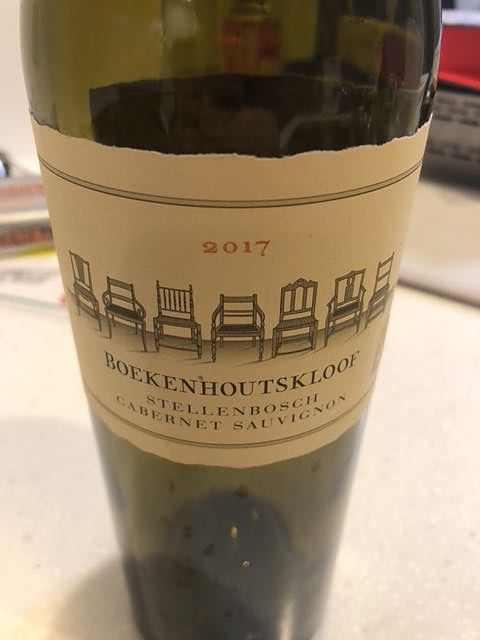 2017
BOEKENHOUTSKLOOF
STELLENBOSCH
CABERNET SAUVIGNON